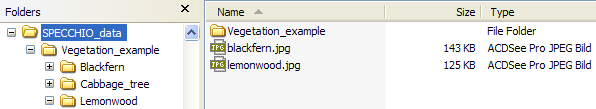 Folders
SPECCHIO_data
Vegetation_example
Blackfern
Cabbage_tree
Lemonwood
Name Size Type
Vegetation_example File Folder
blackfern.jpg 143 KB ACDSee Pro JPEG Bild
lemonwood.jpg 125 KB ACDSee Pro JPEG Bild